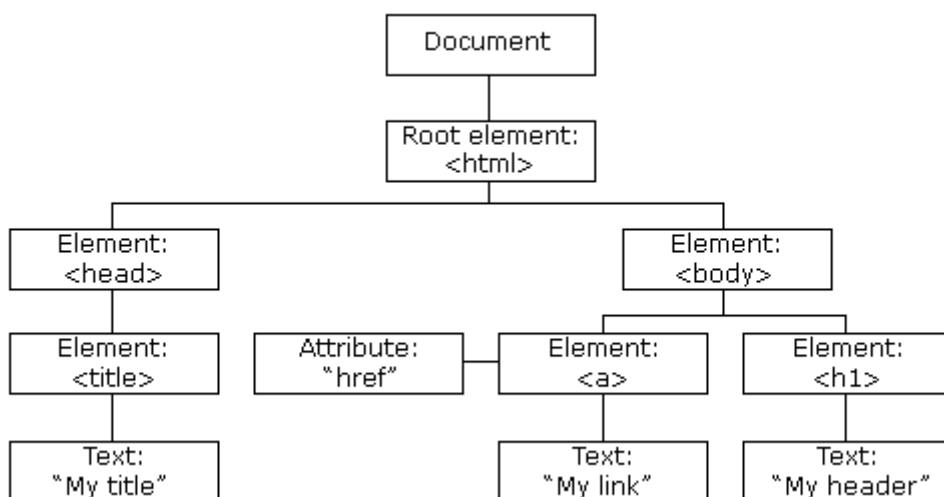 Document
Root element:
<html>
Element:
<head>
Element:
<body>
Element:
<title>
Attribute:
“href”
Element:
<a>
Element:
<h1>
Text:
“My title”
Text:
“My link”
Text:
“My header”